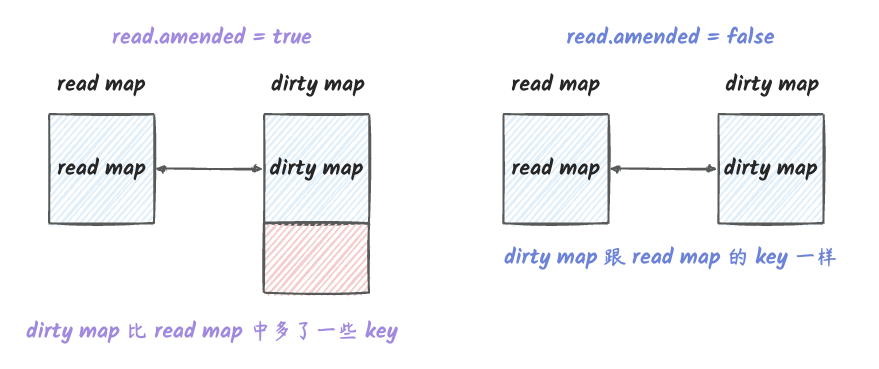 read.amended = true
read map
dirty map
read map
dirty map
dirty map 比 read map 中多了一些 key
read.amended = false
read map
dirty map
read map
dirty map
dirty map 跟 read map 的 key 一样